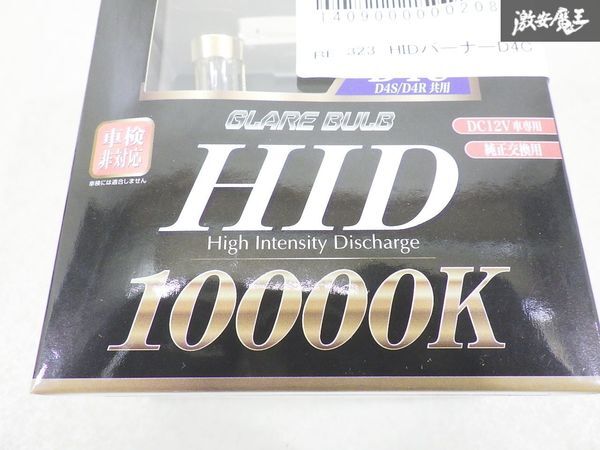 激安魔王
RE 323 HIDバーナーD4C
D4S/D4R 共用
GLARE BULB
車検
非対応
車検には適合しません
DC12V車専用
純正交換用
HID
High Intensity Discharge
10000K